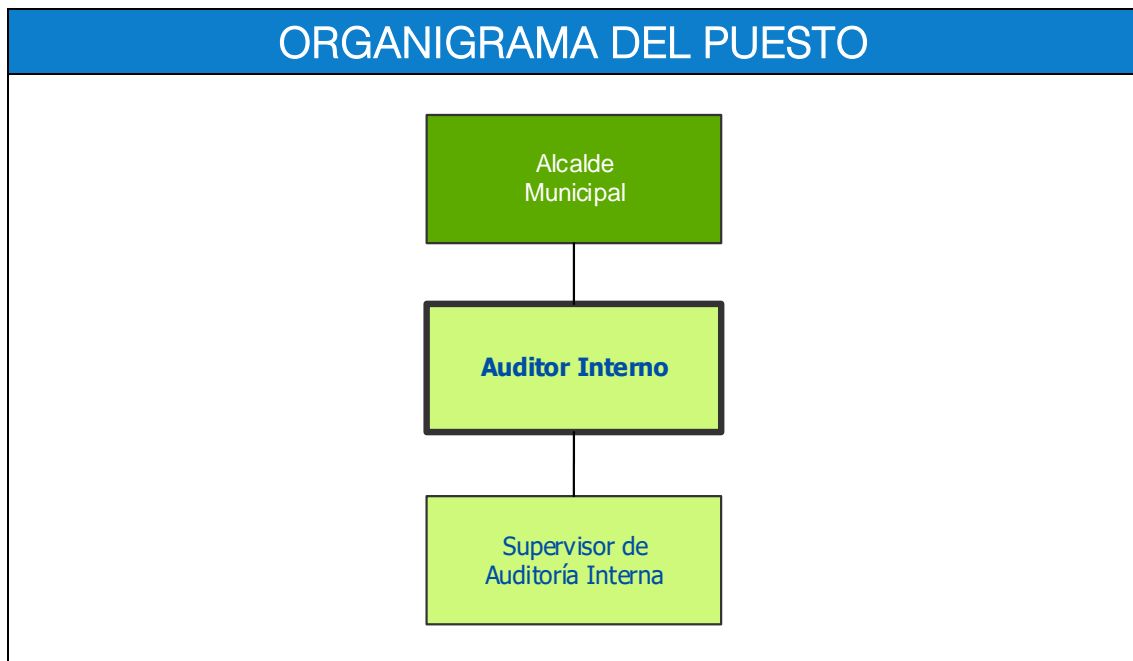 ORGANIGRAMA DEL PUESTO
Alcalde
Municipal
Auditor Interno
Supervisor de
Auditoría Interna